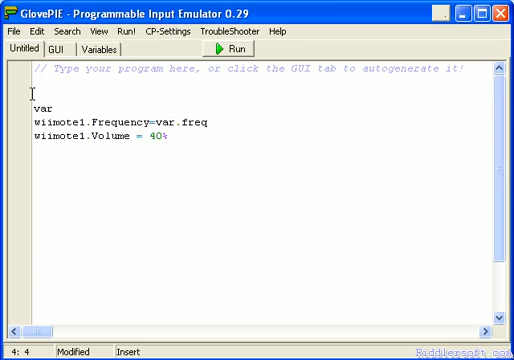 GlovePIE - Programmable Input Emulator 0.29
File Edit Search View Run! CP-Settings TroubleShooter Help
Untitled GUI Variables Run
// Type your program here, or click the GUI tab to autogenerate it!
var
wiimote1.Frequency=var.freq
wiimote1.Volume = 40%
4: 4 Modified Insert
Riddlersoft.com